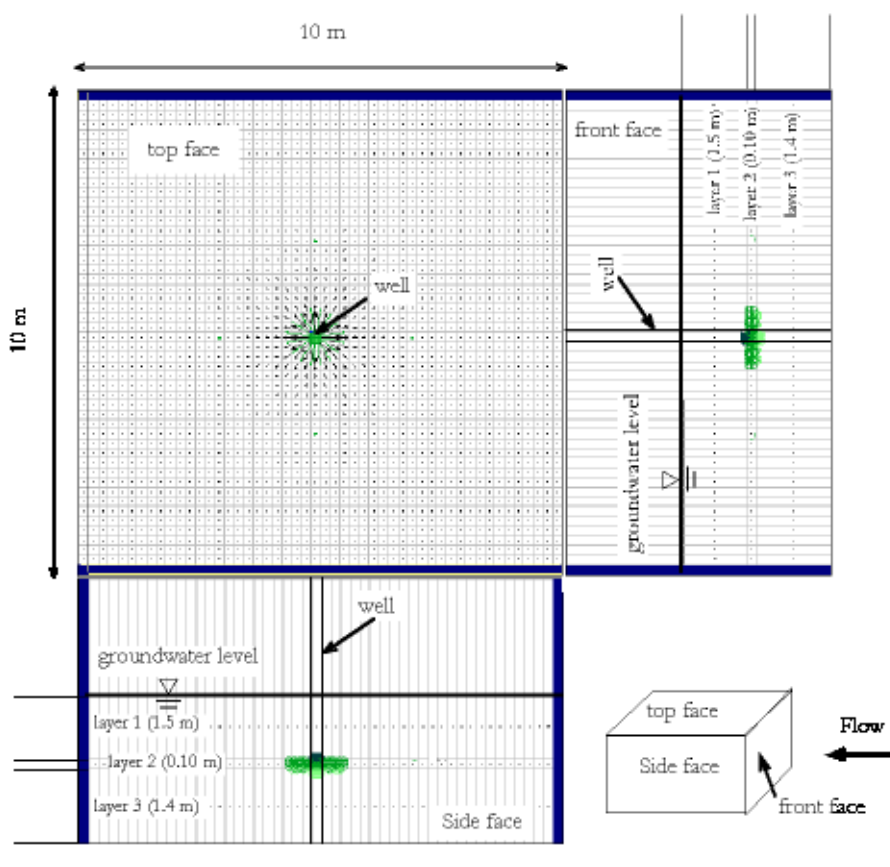 10 m
10 m
top face
well
front face
layer 1 (1.5 m)
layer 2 (0.10 m)
layer 3 (1.4 m)
well
groundwater level
well
groundwater level
layer 1 (1.5 m)
layer 2 (0.10 m)
layer 3 (1.4 m)
Side face
top face
Side face
Flow
front face